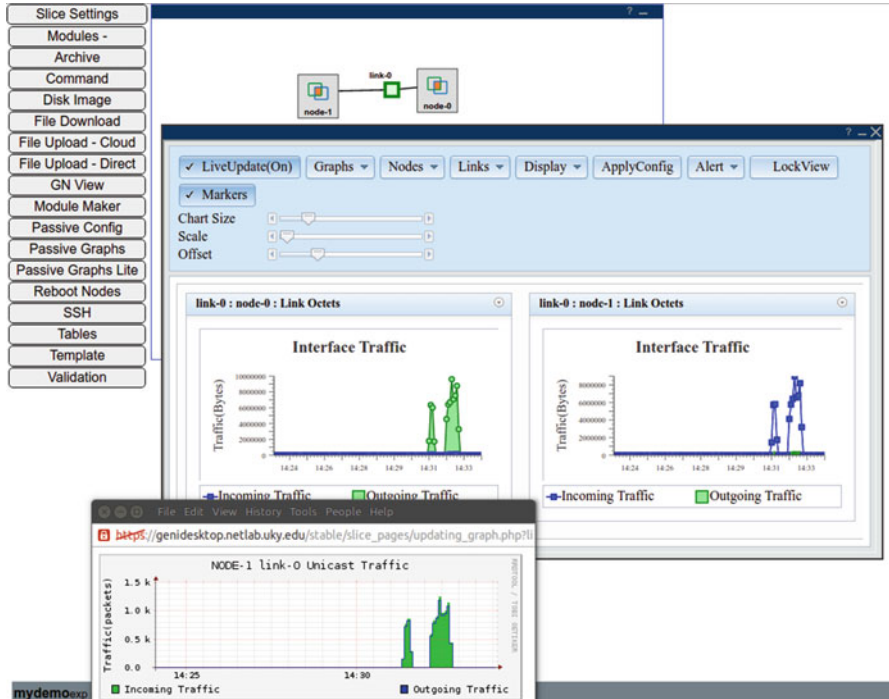 Slice Settings
Modules -
Archive
Command
Disk Image
File Download
File Upload - Cloud
File Upload - Direct
GN View
Module Maker
Passive Config
Passive Graphs
Passive Graphs Lite
Reboot Nodes
SSH
Tables
Template
Validation
? _
node-1
link-0
node-0
? _ X
✓ LiveUpdate(On) Graphs Nodes Links Display ApplyConfig Alert LockView
✓ Markers
Chart Size
Scale
Offset
link-0 : node-0 : Link Octets
Interface Traffic
Traffic(Bytes)
10000000
8000000
6000000
4000000
2000000
0
14:24 14:26 14:28 14:29 14:31 14:33
Incoming Traffic Outgoing Traffic
link-0 : node-1 : Link Octets
Interface Traffic
Traffic(Bytes)
8000000
6000000
4000000
2000000
0
14:24 14:26 14:28 14:29 14:31 14:33
Incoming Traffic Outgoing Traffic
File Edit View History Tools People Help
https://genidesktop.netlab.uky.edu/stable/slice_pages/updating_graph.php?li
NODE-1 link-0 Unicast Traffic
Traffic(packets)
1.5 k
1.0 k
0.5 k
0.0
14:25 14:30
Incoming Traffic Outgoing Traffic
RRDTOOL / TOBI OETIKER
mydemoexp